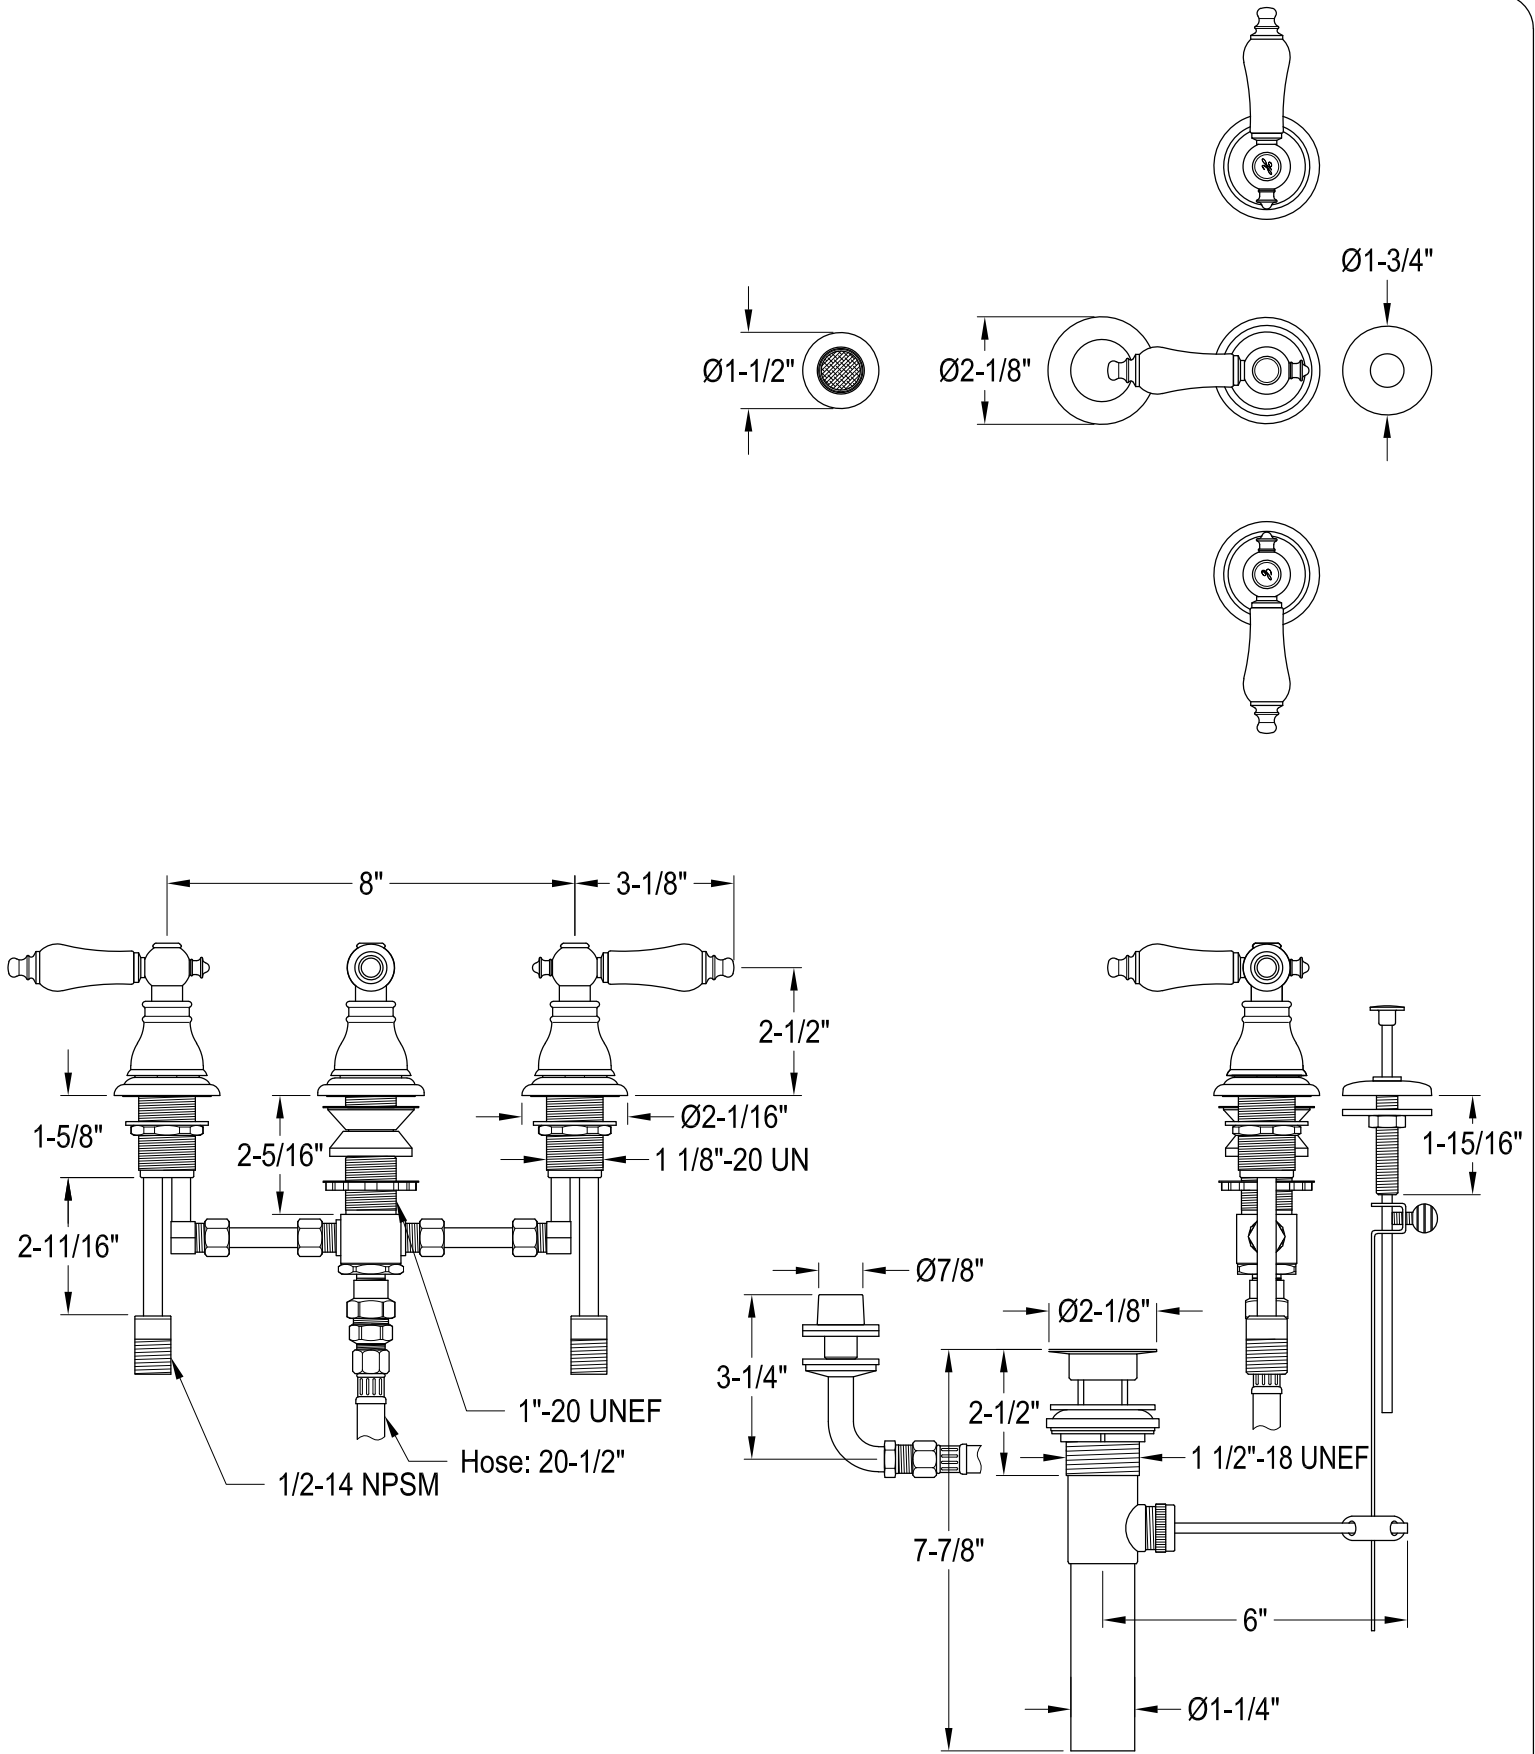 Ø1-3/4"
Ø1-1/2"
Ø2-1/8"
8"
3-1/8"
2-1/2"
Ø2-1/16"
1-5/8"
2-5/16"
1 1/8"-20 UN
1-15/16"
2-11/16"
Ø7/8"
Ø2-1/8"
3-1/4"
1"-20 UNEF
2-1/2"
Hose: 20-1/2"
1 1/2"-18 UNEF
1/2-14 NPSM
7-7/8"
6"
Ø1-1/4"